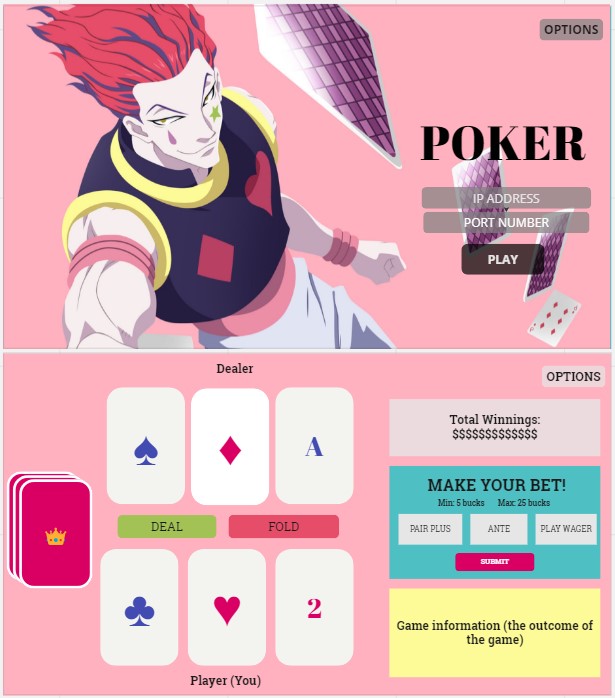 OPTIONS
POKER
IP ADDRESS
PORT NUMBER
PLAY
Dealer
OPTIONS
A
Total Winnings:
$$$$$$$$$$$$$
MAKE YOUR BET!
Min: 5 bucks Max: 25 bucks
PAIR PLUS ANTE PLAY WAGER
SUBMIT
DEAL FOLD
2
Game information (the outcome of
the game)
Player (You)